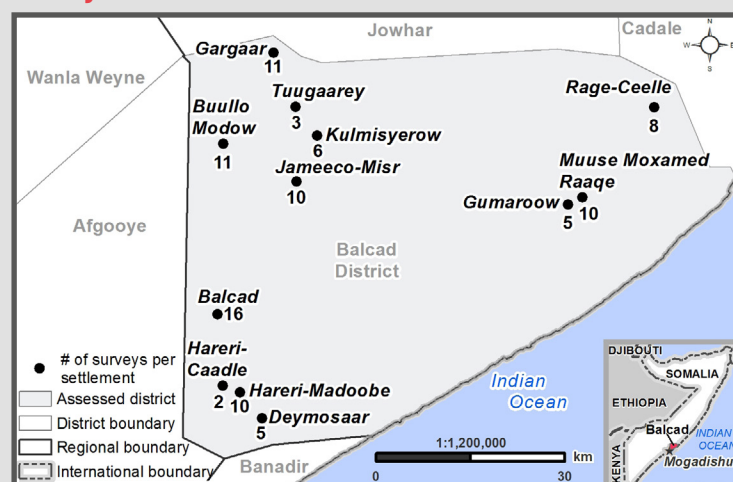 Jowhar
Cadale
N
W
E
S
Gargaar
11
Wanla Weyne
Tuugaarey
3
Rage-Ceelle
8
Buullo
Modow
11
6 Kulmisyerow
Jameeco-Misr
10
Muuse Moxamed
Raaqe
10
Gumaroow
5
Afgooye
Balcad
District
Balcad
16
Hareri-
Caadle
2
10
Hareri-Madoobe
Deymosaar
5
# of surveys per
settlement
Assessed district
District boundary
Regional boundary
International boundary
Banadir
Indian
Ocean
1:1,200,000
km
0
30
DJIBOUTI
SOMALIA
ETHIOPIA
Balcad
INDIAN
OCEAN
Mogadishu
KENYA